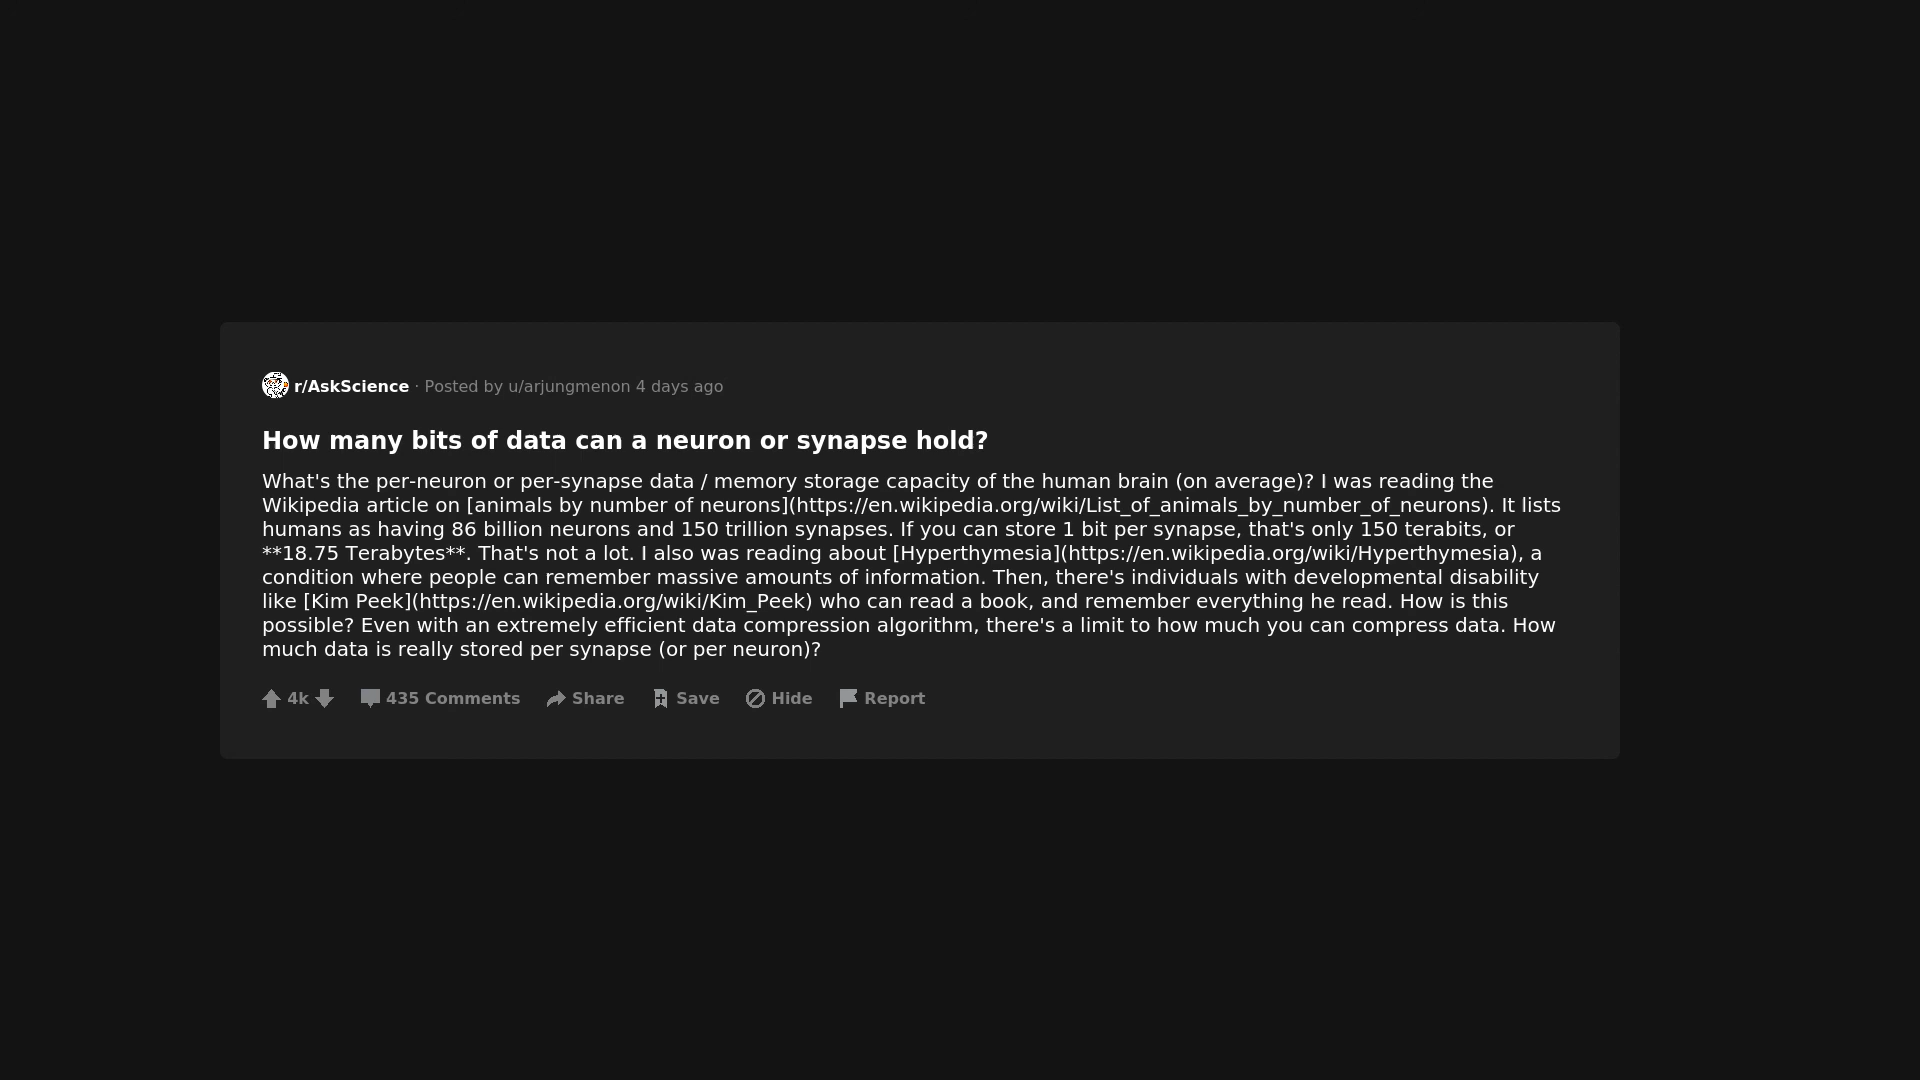 r/AskScience · Posted by u/arjungmenon 4 days ago
How many bits of data can a neuron or synapse hold?
What's the per-neuron or per-synapse data / memory storage capacity of the human brain (on average)? I was reading the
Wikipedia article on [animals by number of neurons](https://en.wikipedia.org/wiki/List_of_animals_by_number_of_neurons). It lists
humans as having 86 billion neurons and 150 trillion synapses. If you can store 1 bit per synapse, that's only 150 terabits, or
**18.75 Terabytes**. That's not a lot. I also was reading about [Hyperthymesia](https://en.wikipedia.org/wiki/Hyperthymesia), a
condition where people can remember massive amounts of information. Then, there's individuals with developmental disability
like [Kim Peek](https://en.wikipedia.org/wiki/Kim_Peek) who can read a book, and remember everything he read. How is this
possible? Even with an extremely efficient data compression algorithm, there's a limit to how much you can compress data. How
much data is really stored per synapse (or per neuron)?
4k 435 Comments Share Save Hide Report